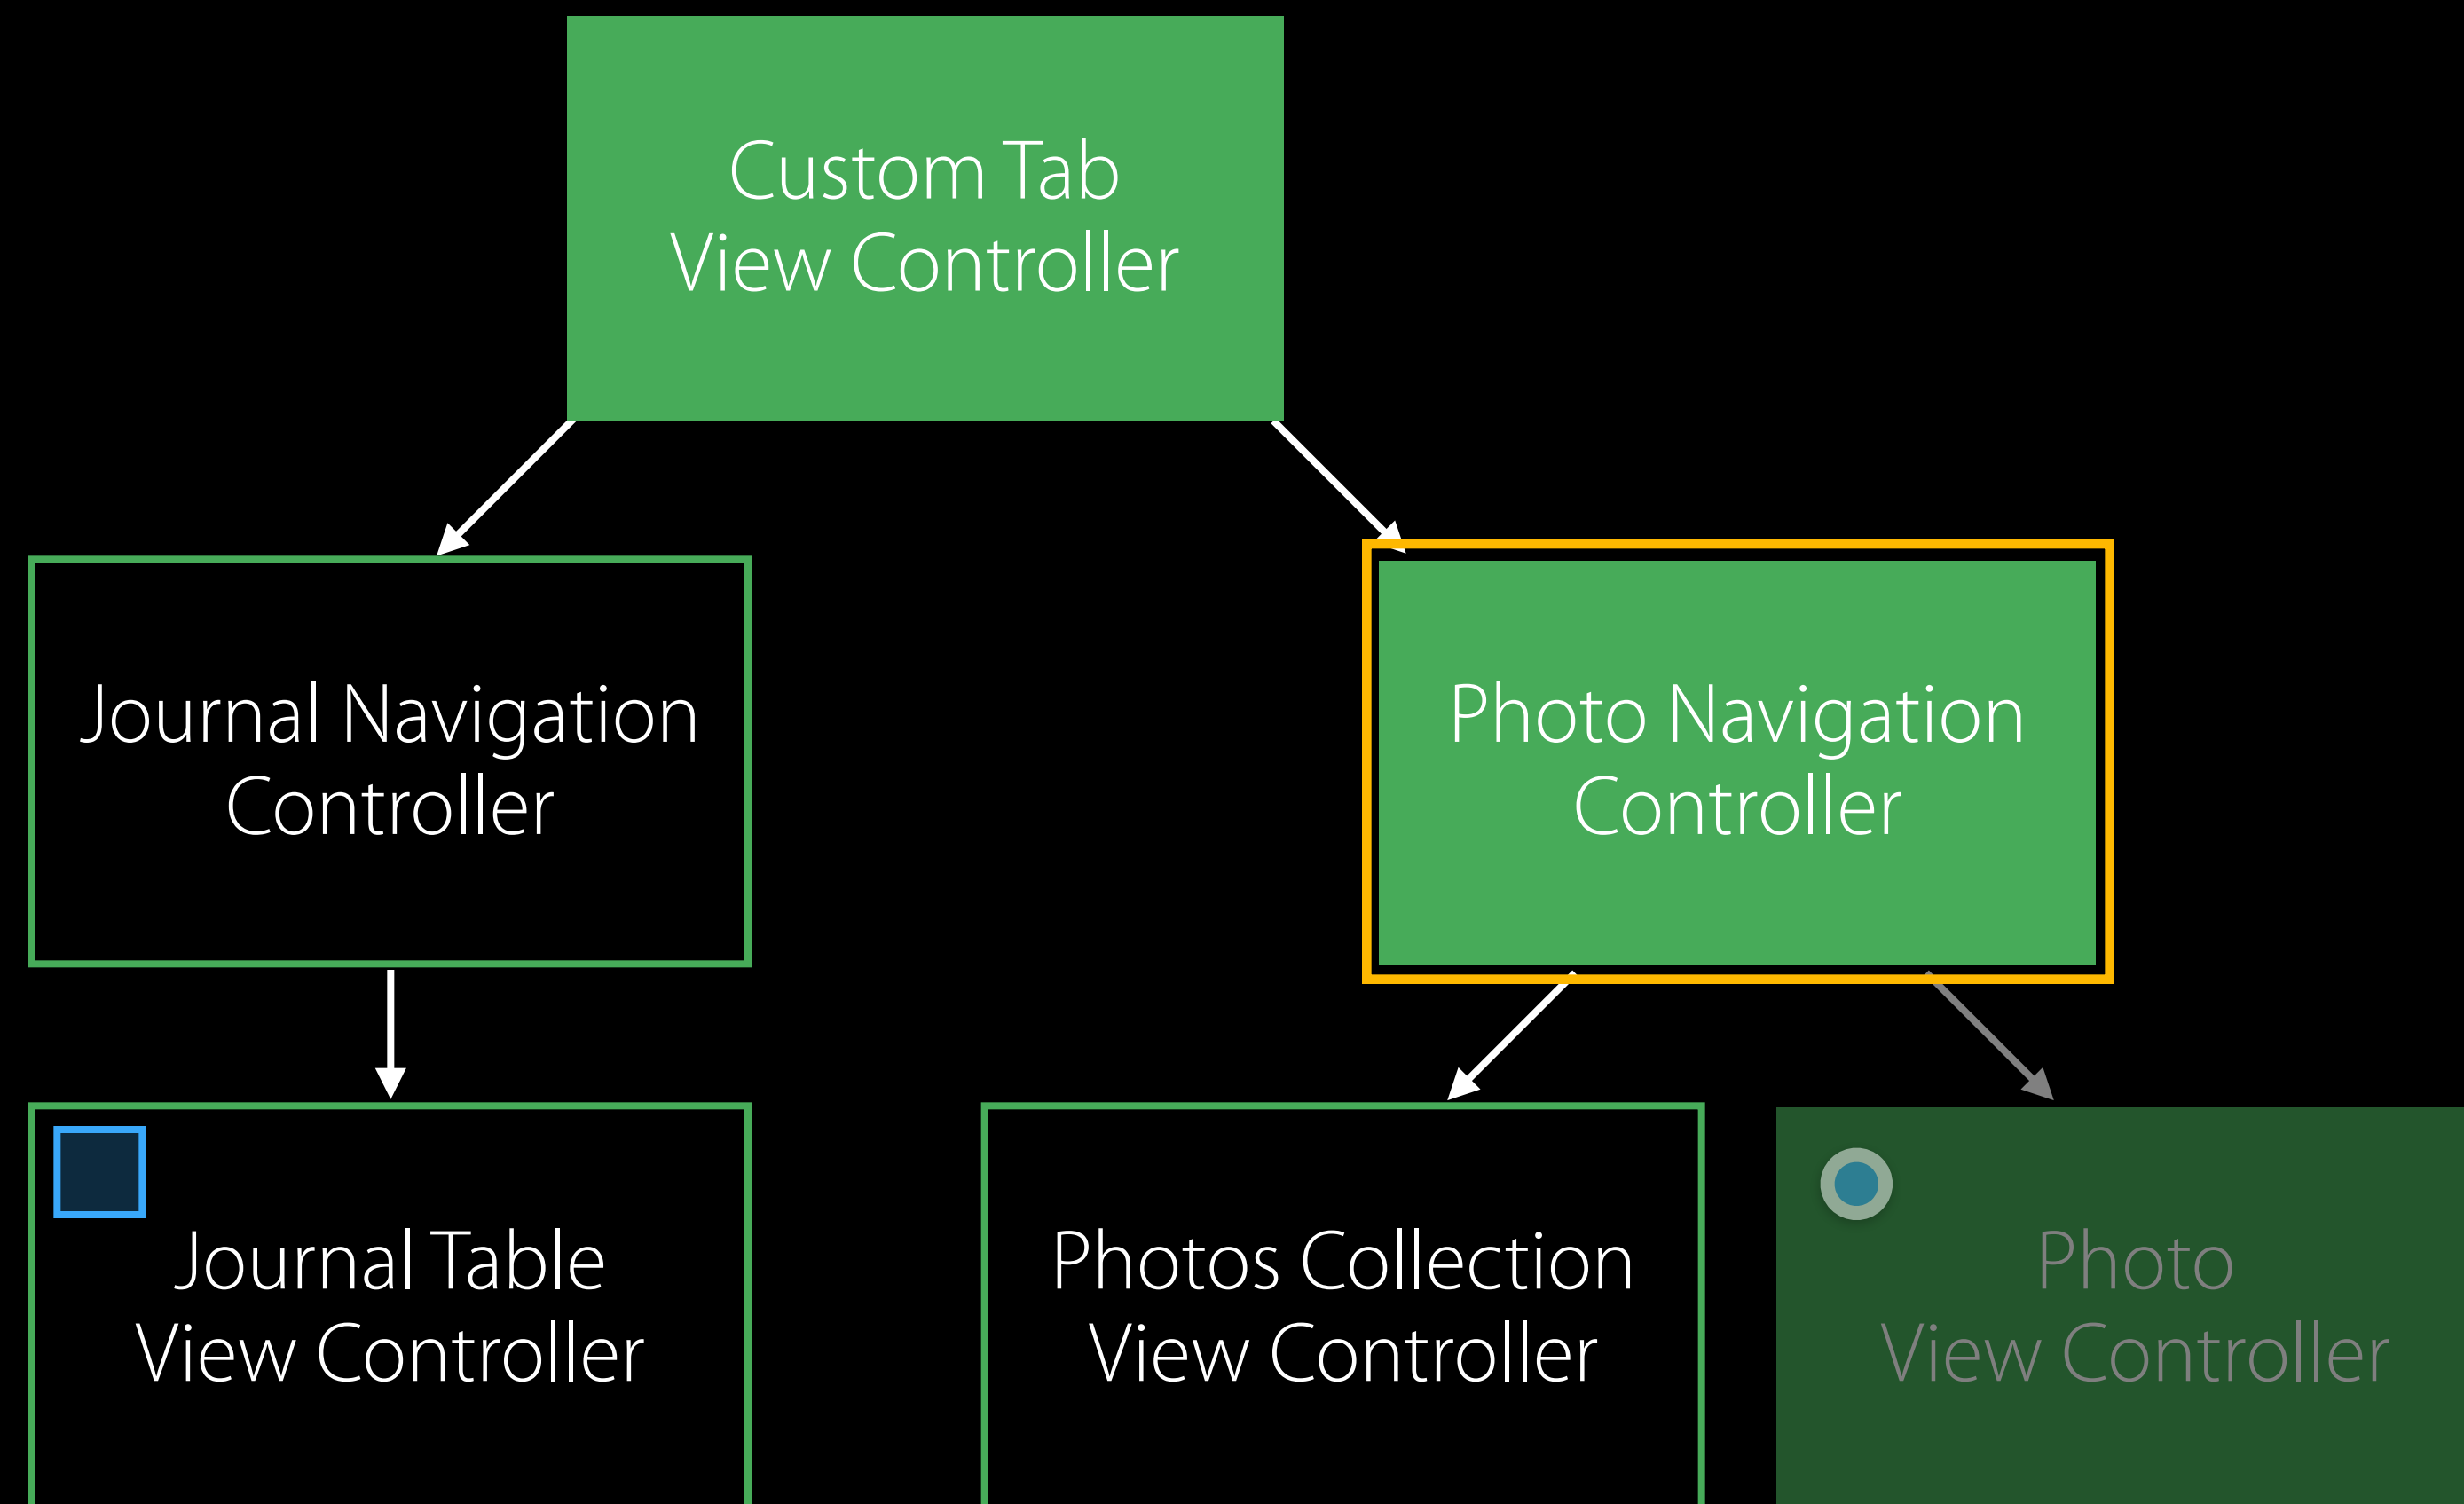 Custom Tab
View Controller
Journal Navigation
Controller
Photo Navigation
Controller
Journal Table
View Controller
Photos Collection
View Controller
Photo
View Controller